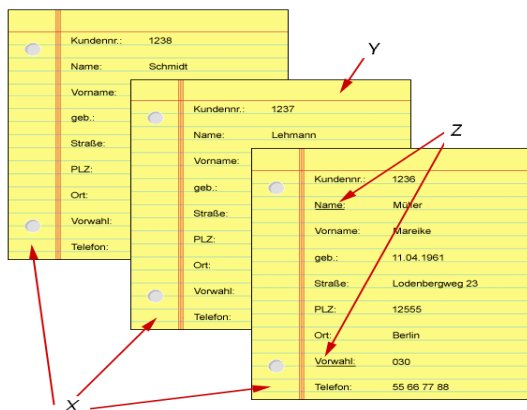 Kundennr.: 1238
Name: Schmidt
Vorname:
geb.:
Straße:
PLZ:
Ort:
Vorwahl:
Telefon:
Y
Kundennr.: 1237
Name: Lehmann
Vorname:
geb.:
Straße:
PLZ:
Ort:
Vorwahl:
Telefon:
Z
Kundennr.: 1236
Name: Müller
Vorname: Mareike
geb.: 11.04.1961
Straße: Lodenbergweg 23
PLZ: 12555
Ort: Berlin
Vorwahl: 030
Telefon: 55 66 77 88
X